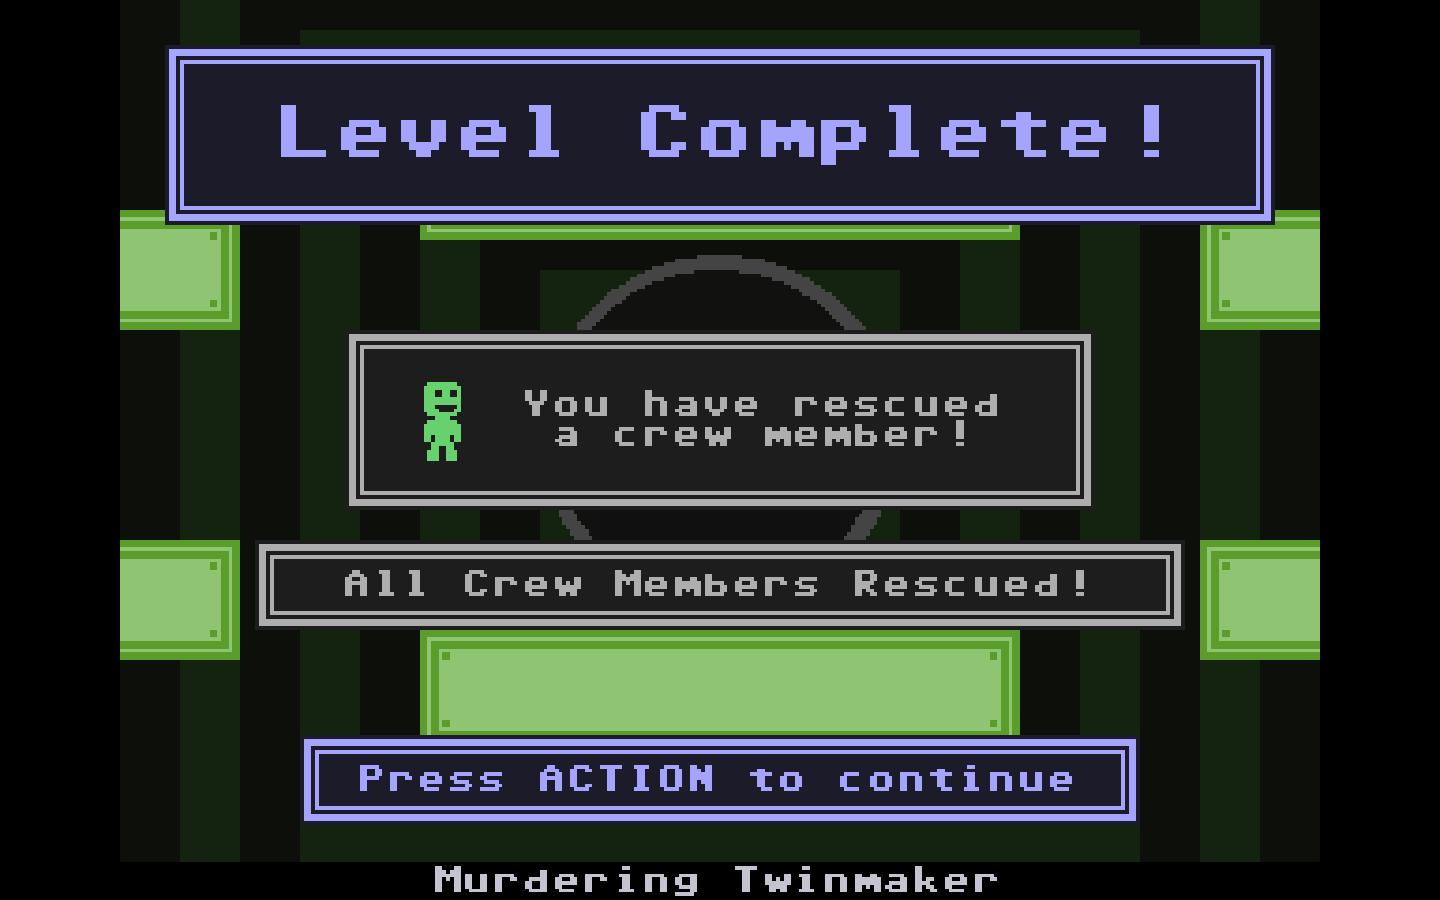 Level Complete!
You have rescued
a crew member!
All Crew Members Rescued!
Press ACTION to continue
Murdering Twinmaker